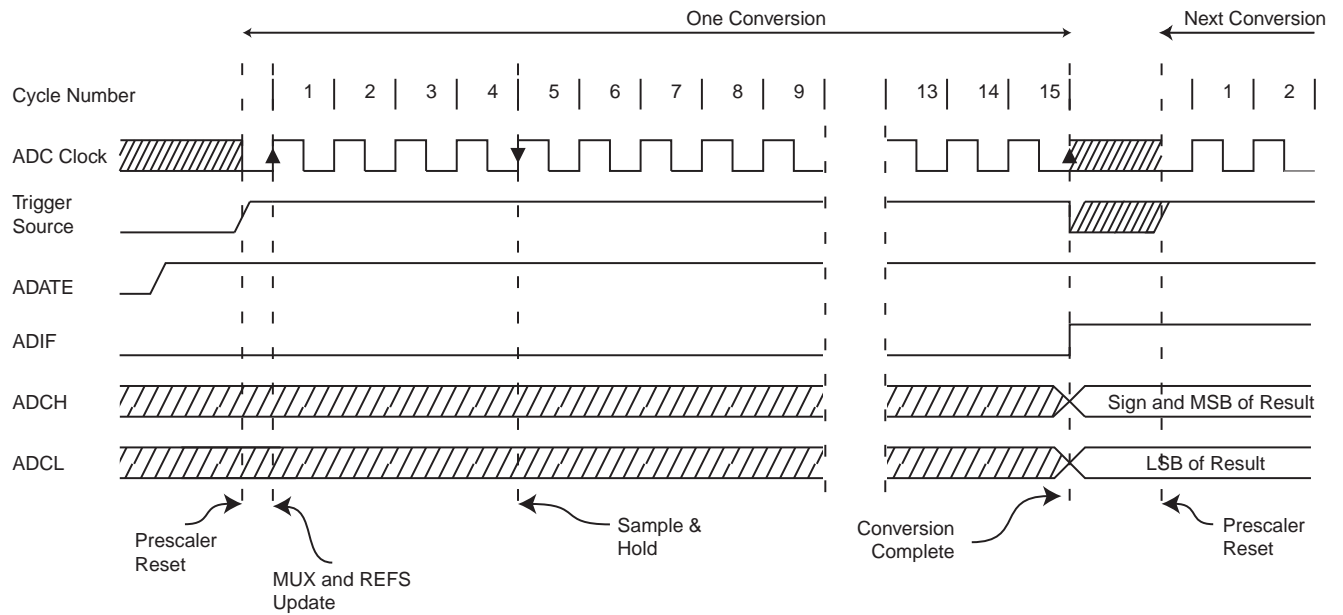 One Conversion
Next Conversion
Cycle Number
1 2 3 4 5 6 7 8 9 13 14 15 1 2
ADC Clock
Trigger
Source
ADATE
ADIF
ADCH
Sign and MSB of Result
ADCL
LSB of Result
Prescaler
Reset
MUX and REFS
Update
Sample &
Hold
Conversion
Complete
Prescaler
Reset